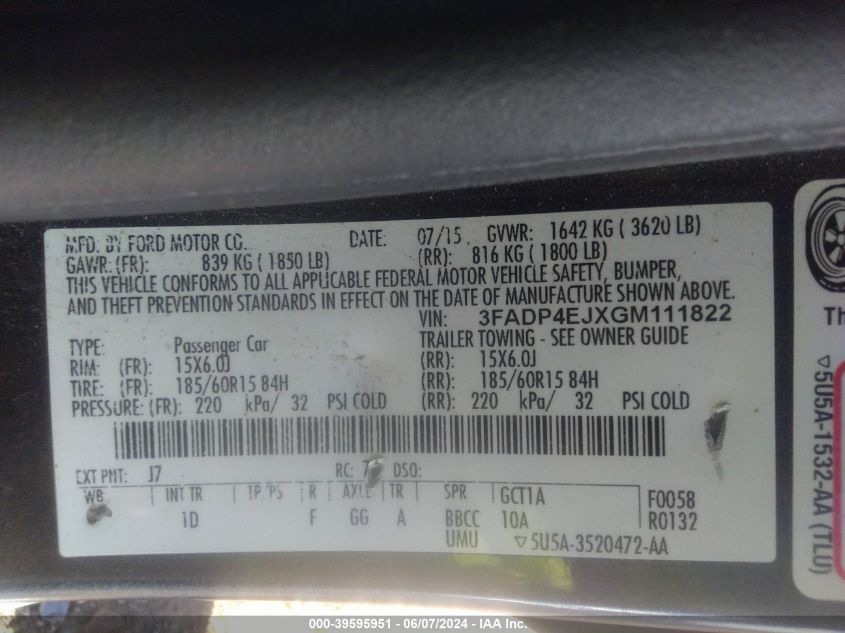 MFD. BY FORD MOTOR CO. DATE: 07/15 GVWR: 1642 KG ( 3620 LB)
GAWR: (FR): 839 KG ( 1850 LB) (RR): 816 KG ( 1800 LB)
THIS VEHICLE CONFORMS TO ALL APPLICABLE FEDERAL MOTOR VEHICLE SAFETY, BUMPER,
AND THEFT PREVENTION STANDARDS IN EFFECT ON THE DATE OF MANUFACTURE SHOWN ABOVE.
VIN: 3FADP4EJXGM111822
TYPE: Passenger Car TRAILER TOWING - SEE OWNER GUIDE
RIM: (FR): 15X6.0J (RR): 15X6.0J
TIRE: (FR): 185/60R15 84H (RR): 185/60R15 84H
PRESSURE: (FR): 220 kPa/ 32 PSI COLD (RR): 220 kPa/ 32 PSI COLD
EXT PNT: J7 RC: DSO:
WB INT TR TP/PS R AXLE TR SPR GCT1A F0058
1D F GG A BBCC 10A R0132
UMU ▽5U5A-3520472-AA
Th
▽5U5A-1532-AA (TLU)
000-39595951 - 06/07/2024 - IAA Inc.